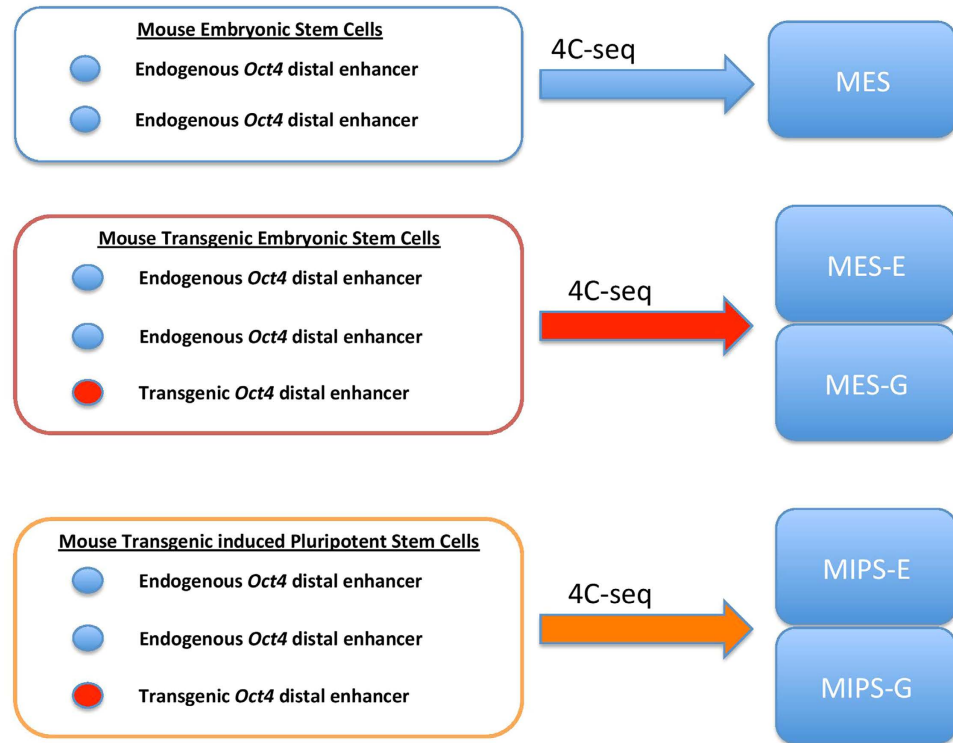 Mouse Embryonic Stem Cells
Endogenous Oct4 distal enhancer
Endogenous Oct4 distal enhancer
4C-seq
MES
Mouse Transgenic Embryonic Stem Cells
Endogenous Oct4 distal enhancer
Endogenous Oct4 distal enhancer
Transgenic Oct4 distal enhancer
4C-seq
MES-E
MES-G
Mouse Transgenic induced Pluripotent Stem Cells
Endogenous Oct4 distal enhancer
Endogenous Oct4 distal enhancer
Transgenic Oct4 distal enhancer
4C-seq
MIPS-E
MIPS-G